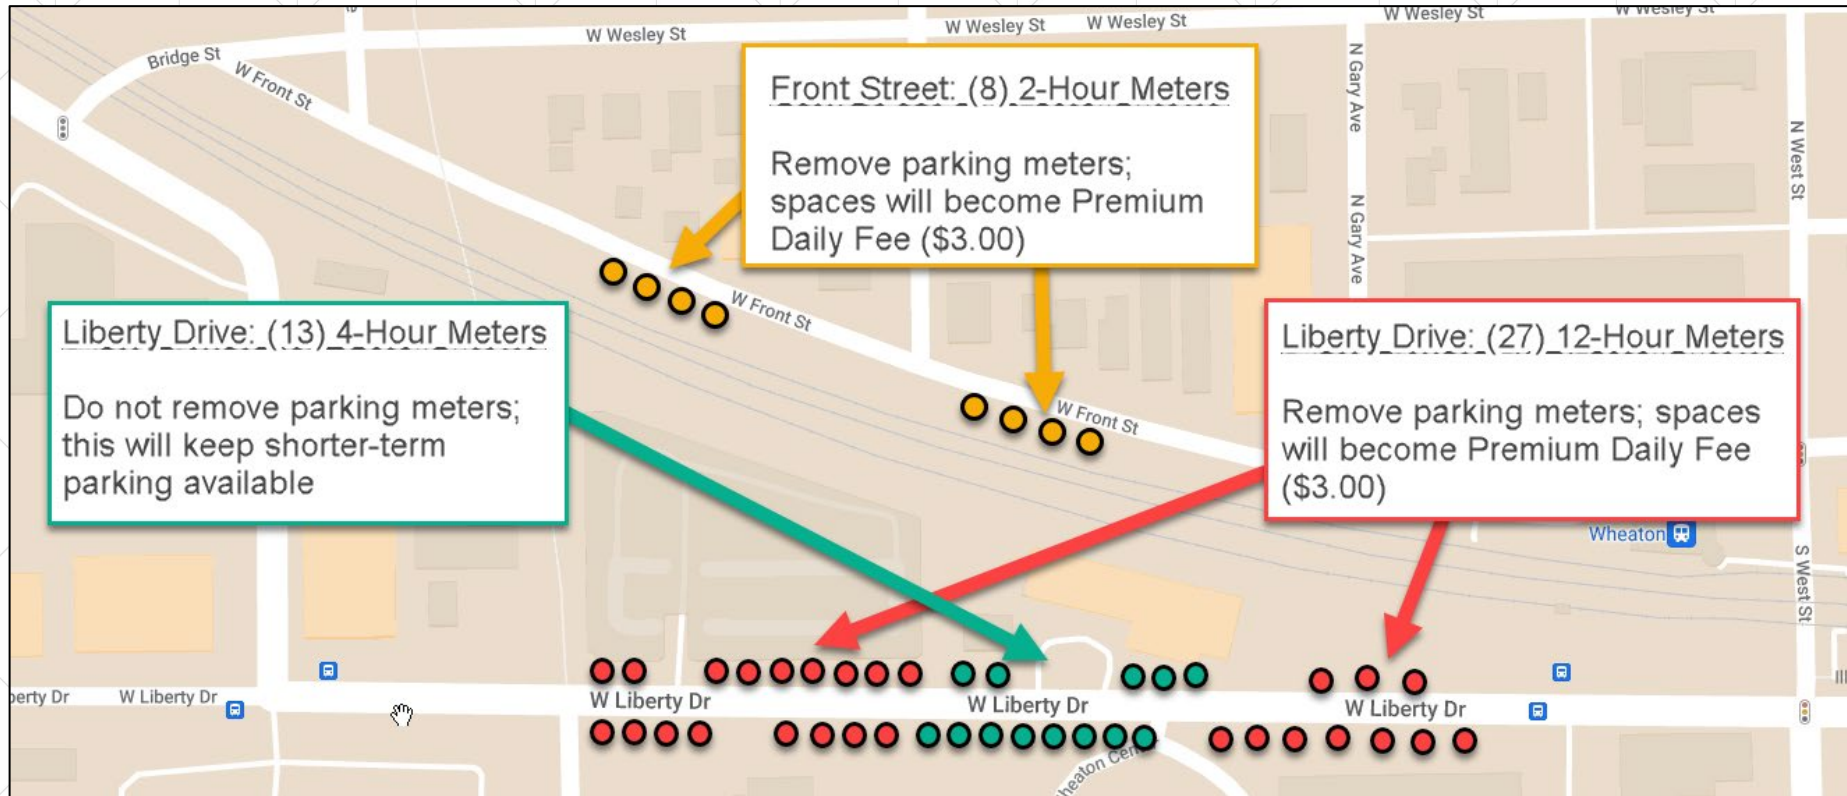 W Wesley St
W Wesley St
W Wesley St
W Wesley St
W Wesley St
Bridge St
W Front St
N Gary Ave
N West St
Front Street: (8) 2-Hour Meters
Remove parking meters;
spaces will become Premium
Daily Fee ($3.00)
N Gary Ave
W Front St
Liberty Drive: (13) 4-Hour Meters
Do not remove parking meters;
this will keep shorter-term
parking available
Liberty Drive: (27) 12-Hour Meters
Remove parking meters; spaces
will become Premium Daily Fee
($3.00)
W Front St
Wheaton
S West St
berty Dr
W Liberty Dr
W Liberty Dr
W Liberty Dr
W Liberty Dr